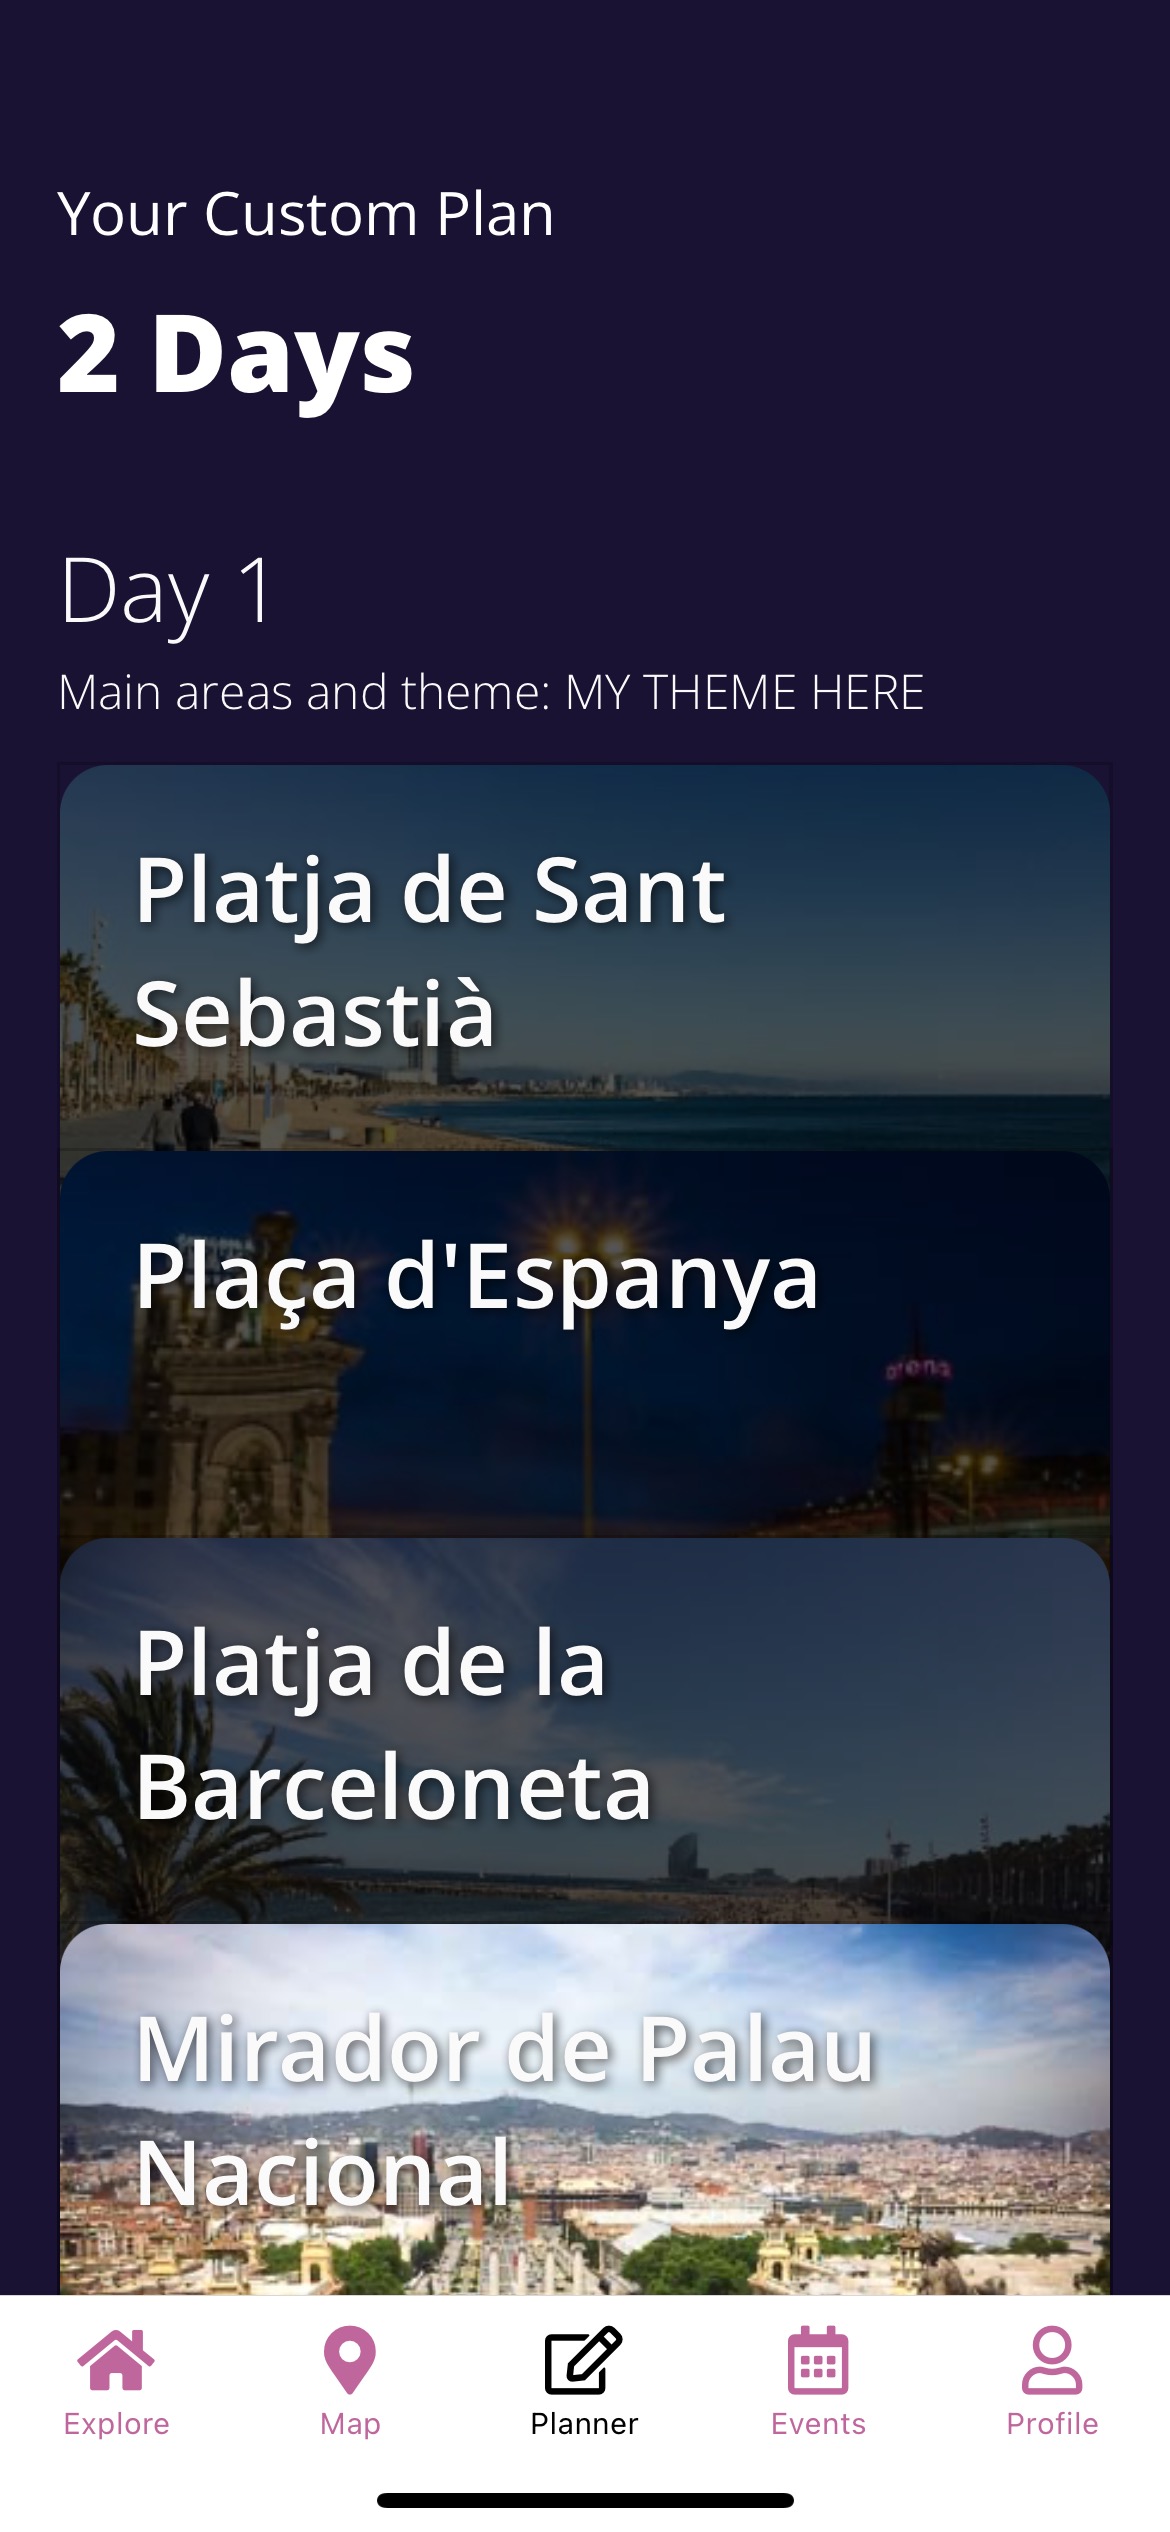 Your Custom Plan
2 Days
Day 1
Main areas and theme: MY THEME HERE
Platja de Sant
Sebastià
Plaça d'Espanya
arena
Platja de la
Barceloneta
Mirador de Palau
Nacional
Explore
Map
Planner
Events
Profile